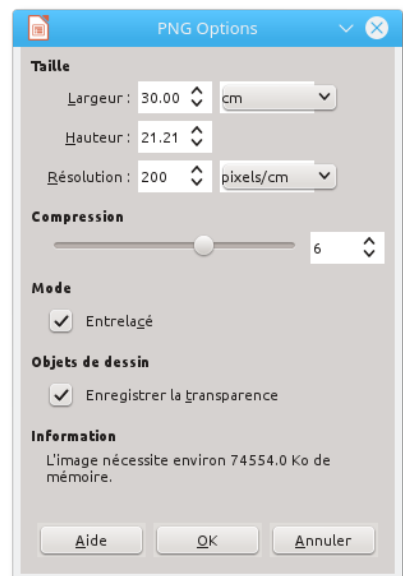 PNG Options
Taille
Largeur : 30.00 cm
Hauteur : 21.21
Résolution : 200 pixels/cm
Compression
6
Mode
Entrelacé
Objets de dessin
Enregistrer la transparence
Information
L'image nécessite environ 74554.0 Ko de
mémoire.
Aide OK Annuler